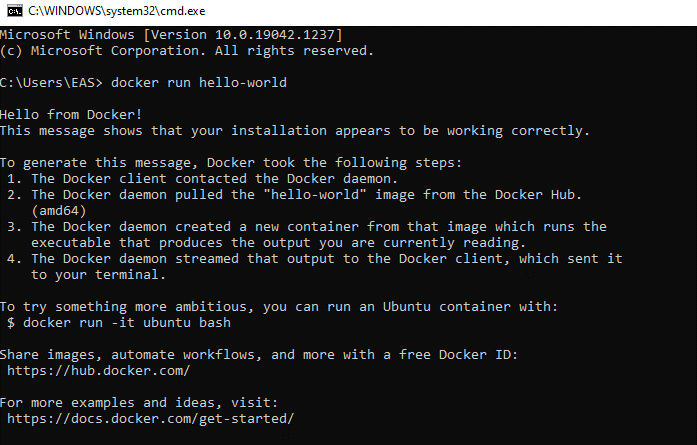 C:\WINDOWS\system32\cmd.exe
Microsoft Windows [Version 10.0.19042.1237]
(c) Microsoft Corporation. All rights reserved.
C:\Users\EAS> docker run hello-world
Hello from Docker!
This message shows that your installation appears to be working correctly.
To generate this message, Docker took the following steps:
1. The Docker client contacted the Docker daemon.
2. The Docker daemon pulled the "hello-world" image from the Docker Hub.
(amd64)
3. The Docker daemon created a new container from that image which runs the
executable that produces the output you are currently reading.
4. The Docker daemon streamed that output to the Docker client, which sent it
to your terminal.
To try something more ambitious, you can run an Ubuntu container with:
$ docker run -it ubuntu bash
Share images, automate workflows, and more with a free Docker ID:
https://hub.docker.com/
For more examples and ideas, visit:
https://docs.docker.com/get-started/